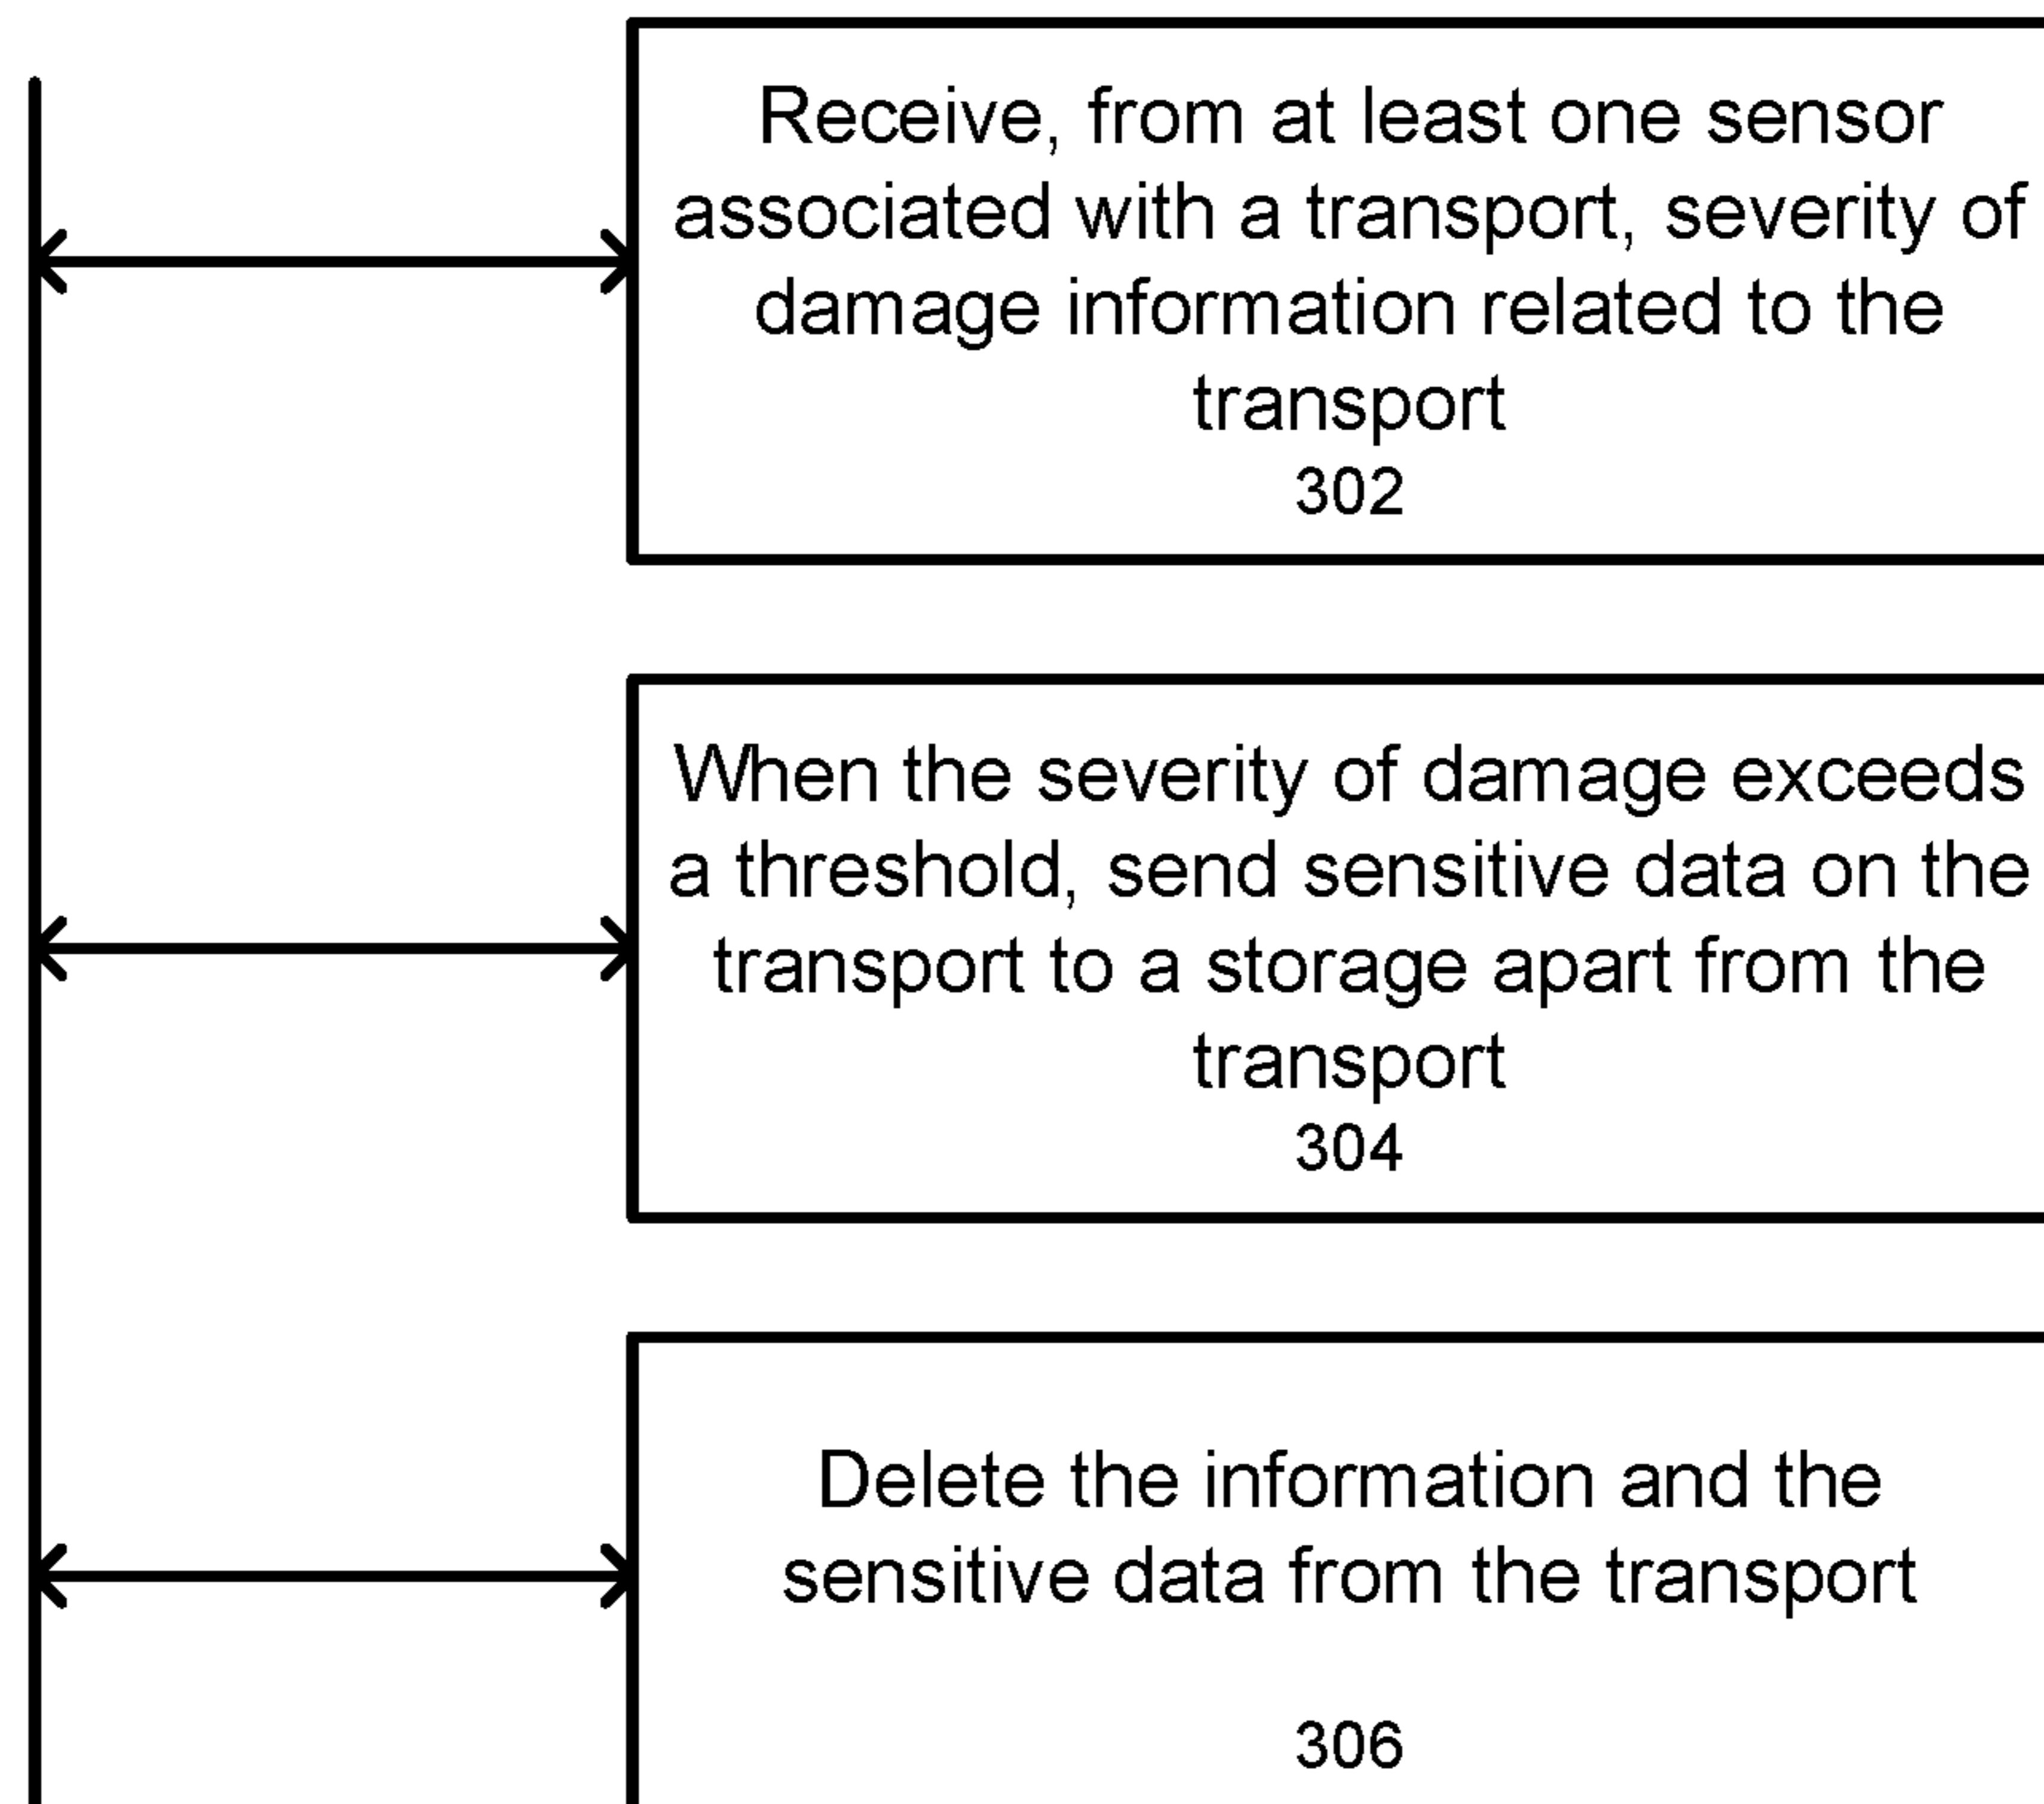 Receive, from at least one sensor
associated with a transport, severity of
damage information related to the
transport
302
When the severity of damage exceeds
a threshold, send sensitive data on the
transport to a storage apart from the
transport
304
Delete the information and the
sensitive data from the transport
306